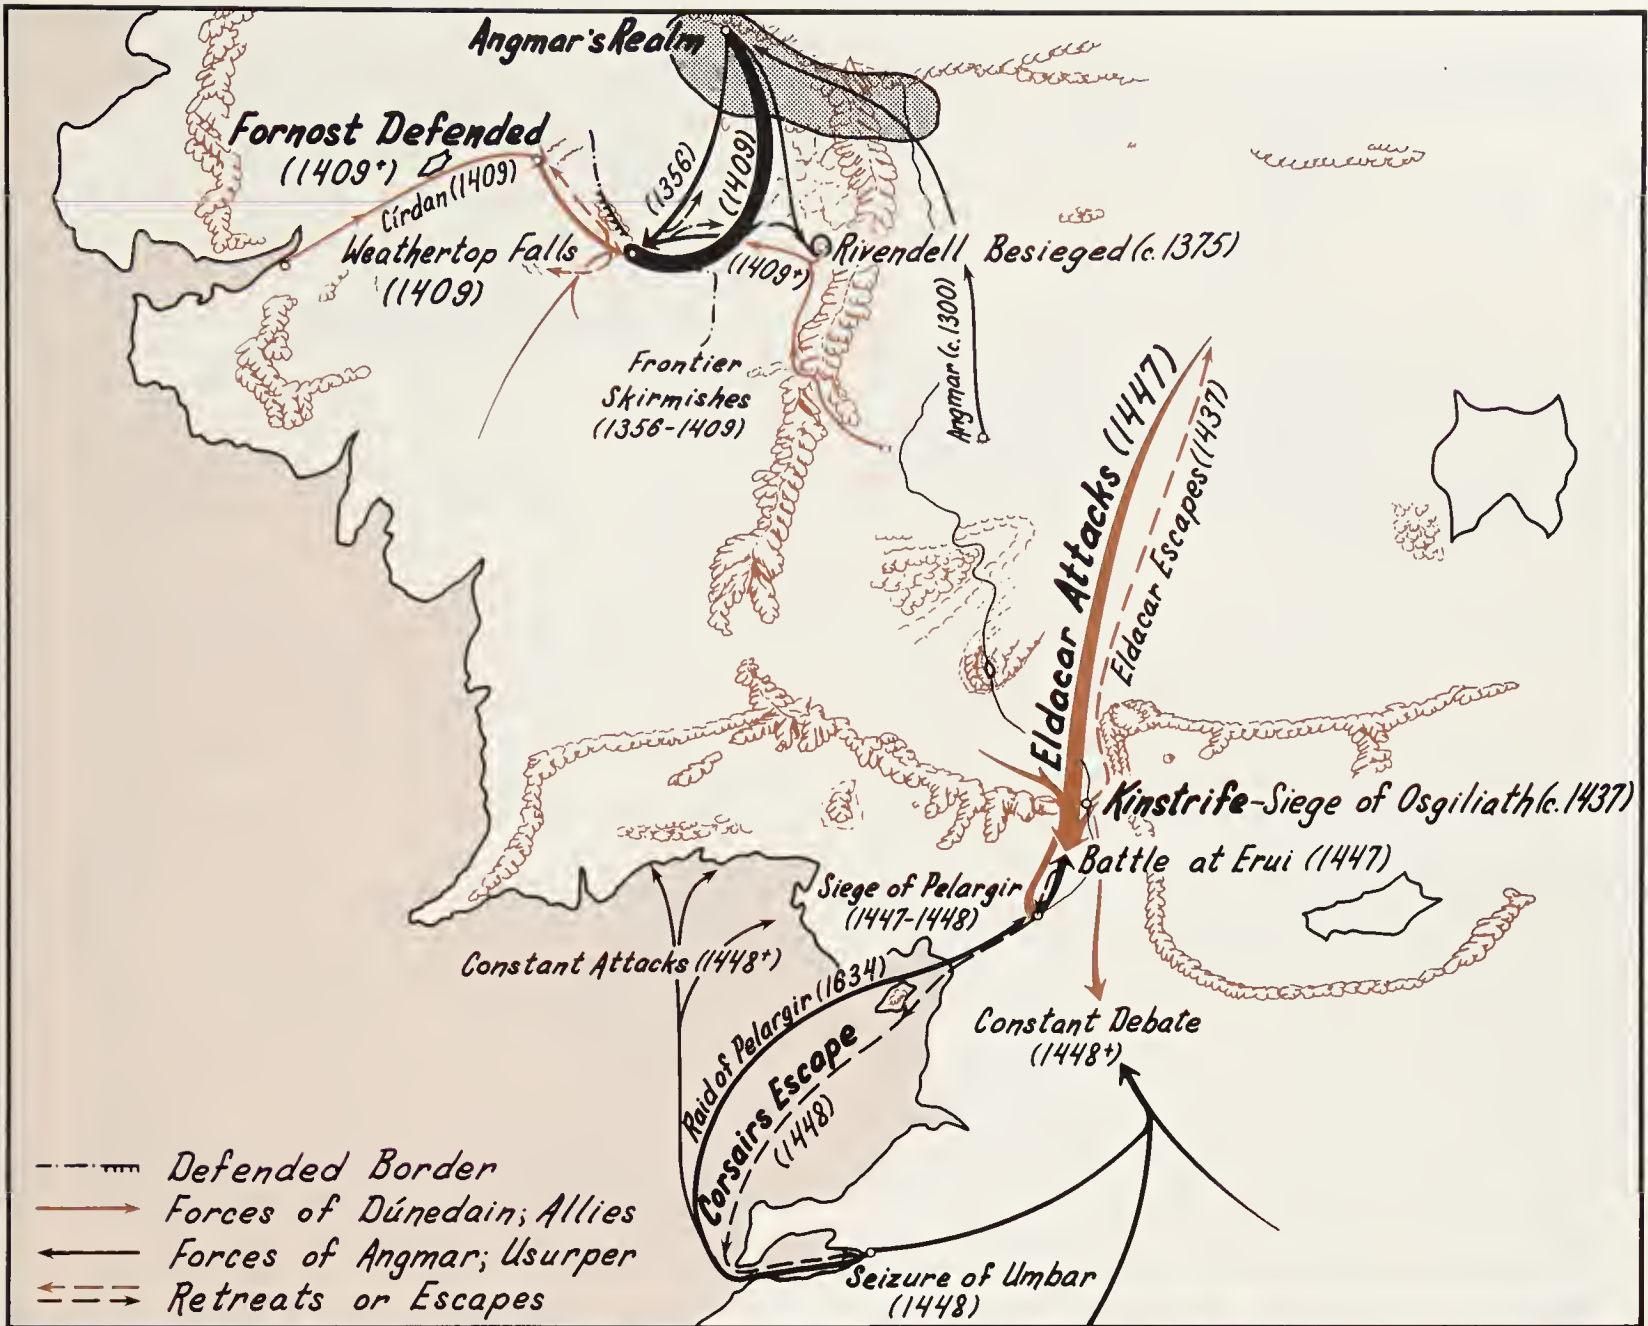 Angmar's Realm
Fornost Defended
(1409+)
Círdan (1409)
(1356)
(1409)
Weathertop Falls
(1409)
(1409+)
Rivendell Besieged (c. 1375)
Angmar (c. 1300)
Frontier
Skirmishes
(1356-1409)
Eldacar Attacks (1447)
Eldacar Escapes (1437)
Kinstrife-Siege of Osgiliath (c. 1437)
Battle at Erui (1447)
Siege of Pelargir
(1447-1448)
Constant Attacks (1448+)
Raid of Pelargir (1634)
Corsairs Escape
(1448)
Constant Debate
(1448+)
Seizure of Umbar
(1448)
Defended Border
Forces of Dúnedain; Allies
Forces of Angmar; Usurper
Retreats or Escapes